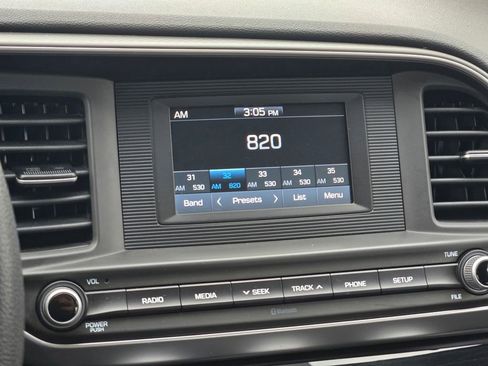 AM 3:05 PM
820
31 32 33 34 35
AM 530 AM 820 AM 530 AM 530 AM 530
Band < Presets > List Menu
VOL TUNE
RADIO MEDIA SEEK TRACK PHONE SETUP
POWER PUSH FILE
Bluetooth